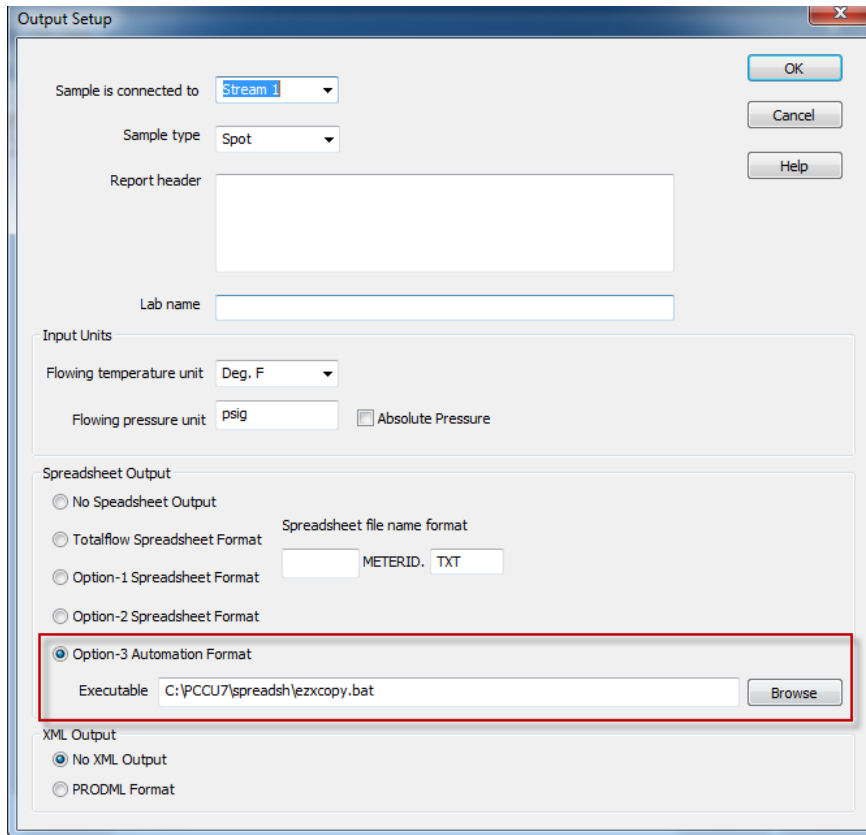 Output Setup
X
Sample is connected to Stream 1
OK
Cancel
Sample type Spot
Help
Report header
Lab name
Input Units
Flowing temperature unit Deg. F
Flowing pressure unit psig Absolute Pressure
Spreadsheet Output
No Speadsheet Output
Totalflow Spreadsheet Format
Option-1 Spreadsheet Format
Option-2 Spreadsheet Format
Spreadsheet file name format
METERID. TXT
Option-3 Automation Format
Executable C:\PCCU7\spreadsh\ezxcopy.bat Browse
XML Output
No XML Output
PRODML Format